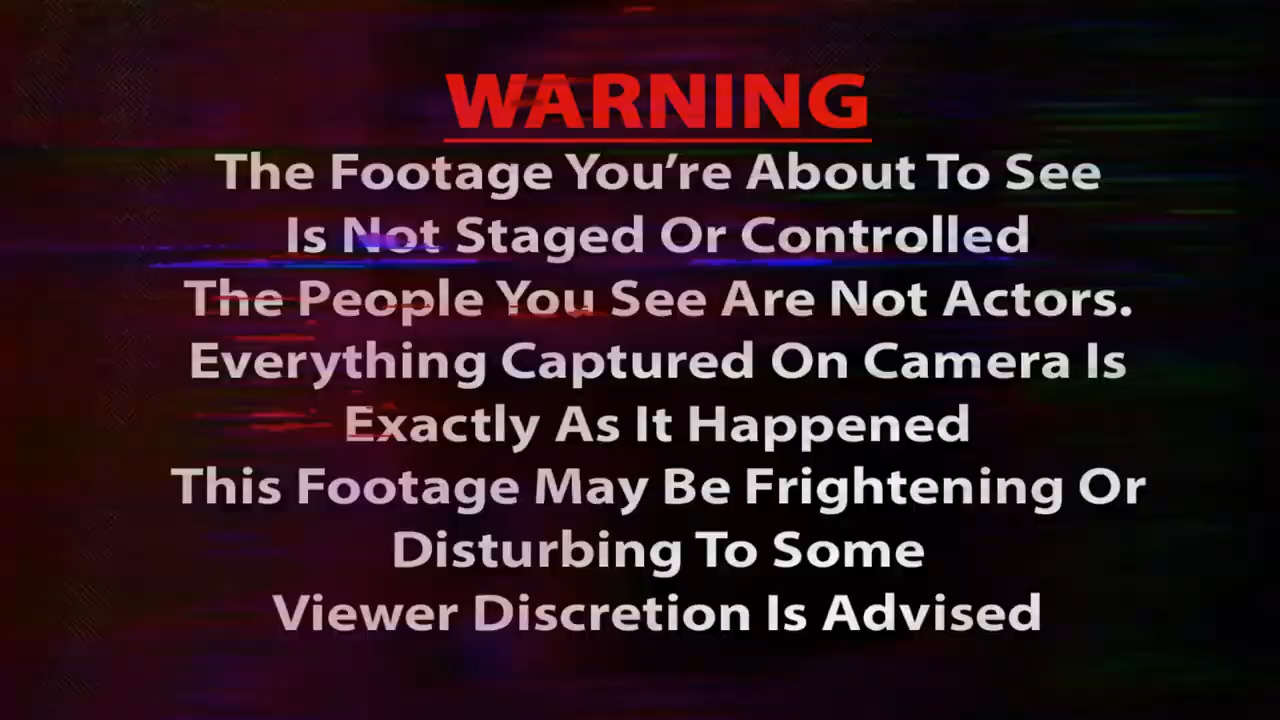 WARNING
The Footage You’re About To See
Is Not Staged Or Controlled
The People You See Are Not Actors.
Everything Captured On Camera Is
Exactly As It Happened
This Footage May Be Frightening Or
Disturbing To Some
Viewer Discretion Is Advised